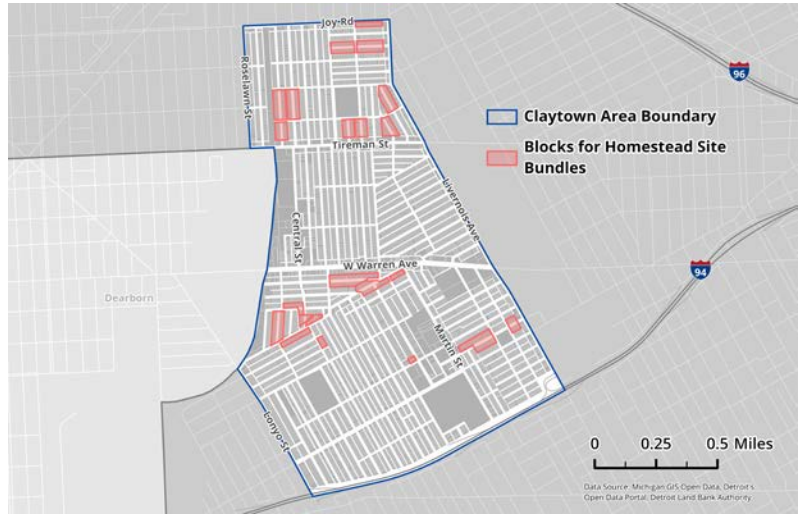 Joy Rd
Roselawn St
96
Claytown Area Boundary
Blocks for Homestead Site
Bundles
Tireman St
Livernois Ave
Central St
W Warren Ave
94
Dearborn
Martin St
Lonyo St
0 0.25 0.5 Miles
Data Source: Michigan GIS Open Data, Detroit's
Open Data Portal, Detroit Land Bank Authority